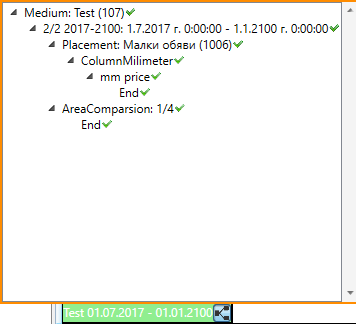 Medium: Test (107)
2/2 2017-2100: 1.7.2017 г. 0:00:00 - 1.1.2100 г. 0:00:00
Placement: Малки обяви (1006)
ColumnMilimeter
mm price
End
AreaComparsion: 1/4
End
Test 01.07.2017 - 01.01.2100